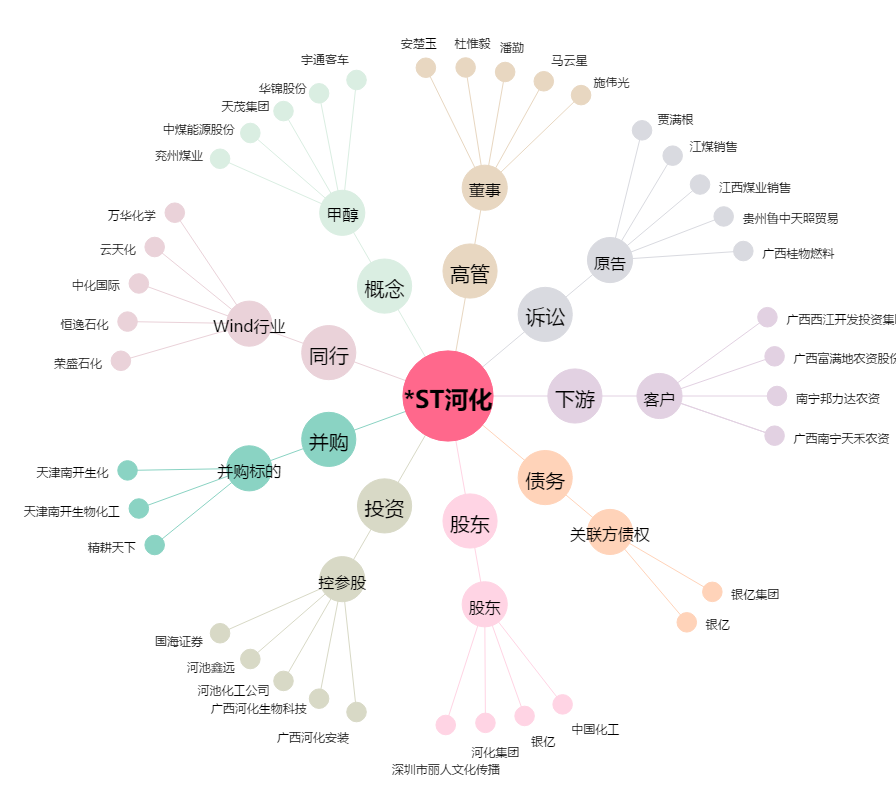 安楚玉
杜惟毅
潘勤
马云星
施伟光
宇通客车
华锦股份
天茂集团
中煤能源股份
兖州煤业
甲醇
概念
董事
高管
贾满根
江煤销售
江西煤业销售
贵州鲁中天照贸易
广西桂物燃料
原告
诉讼
万华化学
云天化
中化国际
恒逸石化
荣盛石化
Wind行业
同行
*ST河化
下游
客户
广西西江开发投资集
广西富满地农资股份
南宁邦力达农资
广西南宁天禾农资
并购
并购标的
天津南开生化
天津南开生物化工
精耕天下
投资
控参股
国海证券
河池鑫远
河池化工公司
广西河化生物科技
广西河化安装
股东
股东
深圳市丽人文化传播
河化集团
银亿
中国化工
债务
关联方债权
银亿集团
银亿